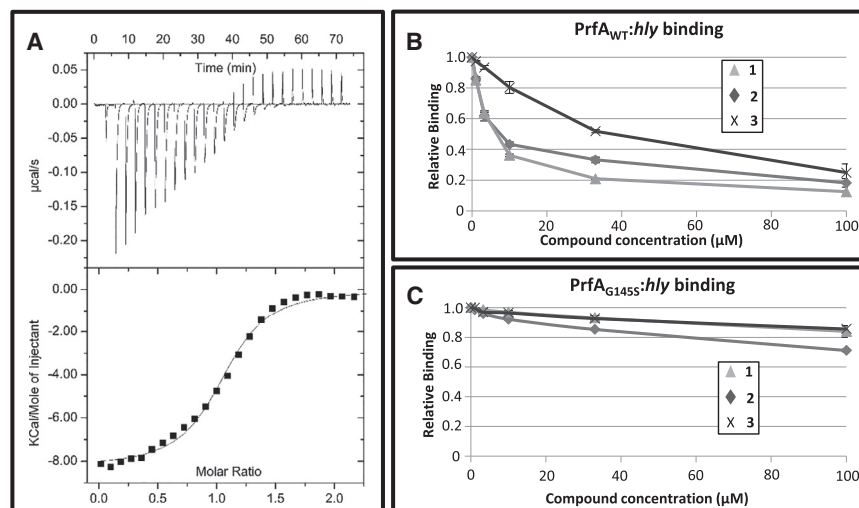 A
0 10 20 30 40 50 60 70
Time (min)
0.05
0.00
-0.05
-0.10
-0.15
-0.20
µcal/s
0.00
-2.00
-4.00
-6.00
-8.00
KCal/Mole of Injectant
Molar Ratio
0.0 0.5 1.0 1.5 2.0
B
PrfAWT:hly binding
1.0
0.8
0.6
0.4
0.2
0
Relative Binding
1
2
3
0 20 40 60 80 100
Compound concentration (µM)
C
PrfAG145S:hly binding
1.0
0.8
0.6
0.4
0.2
0
Relative Binding
1
2
3
0 20 40 60 80 100
Compound concentration (µM)